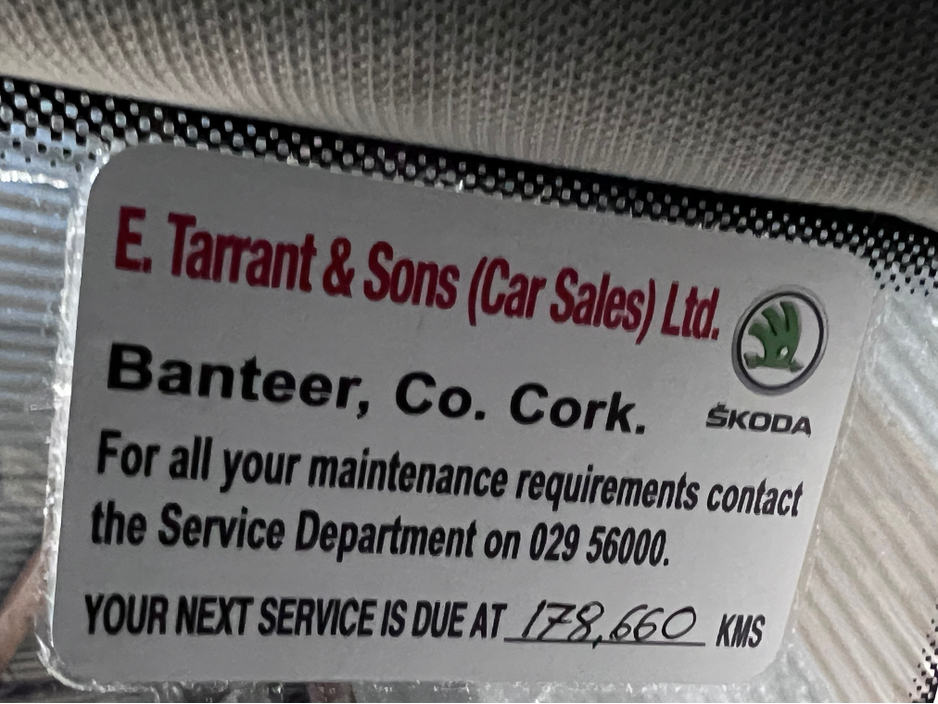 E. Tarrant & Sons (Car Sales) Ltd.
ŠKODA
Banteer, Co. Cork.
For all your maintenance requirements contact
the Service Department on 029 56000.
YOUR NEXT SERVICE IS DUE AT 178,660 KMS